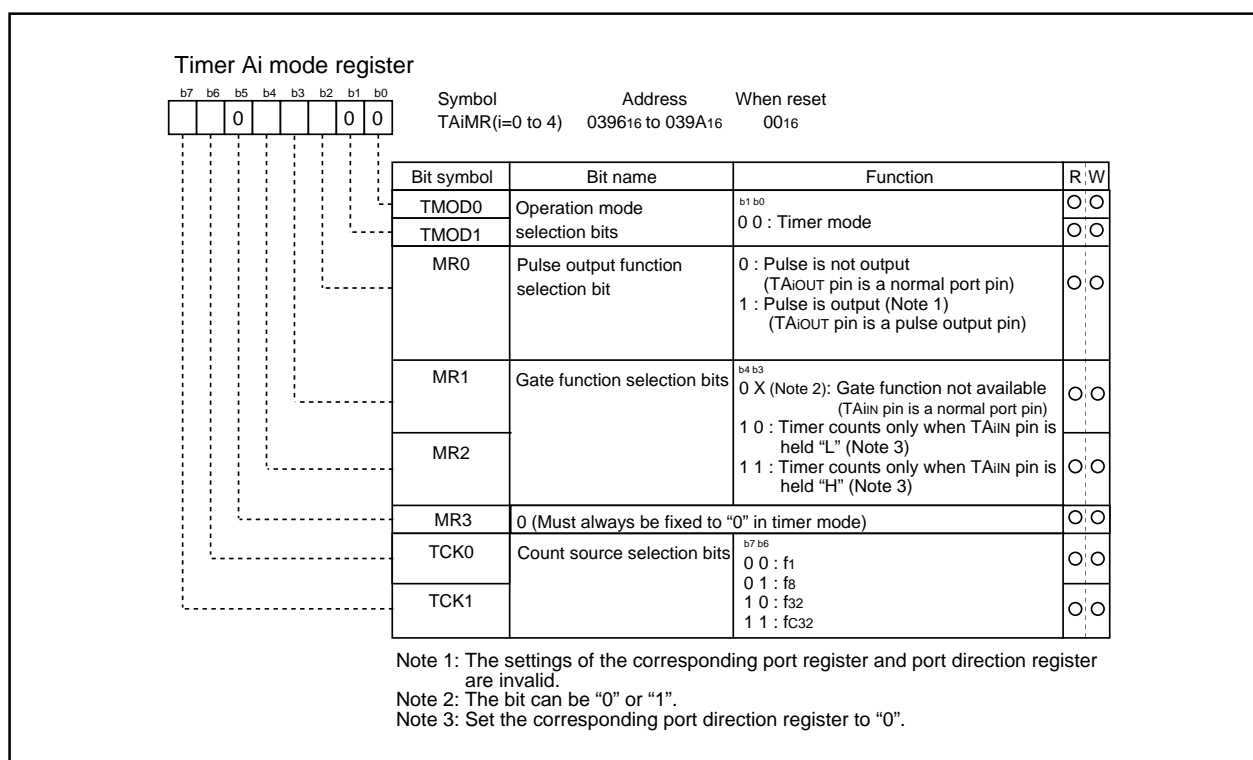 Timer Ai mode register
b7 b6 b5 b4 b3 b2 b1 b0
0 0 0
Symbol Address When reset
TAiMR(i=0 to 4) 039616 to 039A16 0016
Bit symbol Bit name Function R W
TMOD0 Operation mode selection bits b1 b0
0 0 : Timer mode
TMOD1
MR0 Pulse output function selection bit 0 : Pulse is not output
(TAiOUT pin is a normal port pin)
1 : Pulse is output (Note 1)
(TAiOUT pin is a pulse output pin)
MR1 Gate function selection bits b4 b3
0 X (Note 2): Gate function not available
(TAiIN pin is a normal port pin)
1 0 : Timer counts only when TAiIN pin is
held “L” (Note 3)
MR2
1 1 : Timer counts only when TAiIN pin is
held “H” (Note 3)
MR3 0 (Must always be fixed to “0” in timer mode)
TCK0 Count source selection bits b7 b6
0 0 : f1
0 1 : f8
TCK1
1 0 : f32
1 1 : fC32
Note 1: The settings of the corresponding port register and port direction register
are invalid.
Note 2: The bit can be “0” or “1”.
Note 3: Set the corresponding port direction register to “0”.